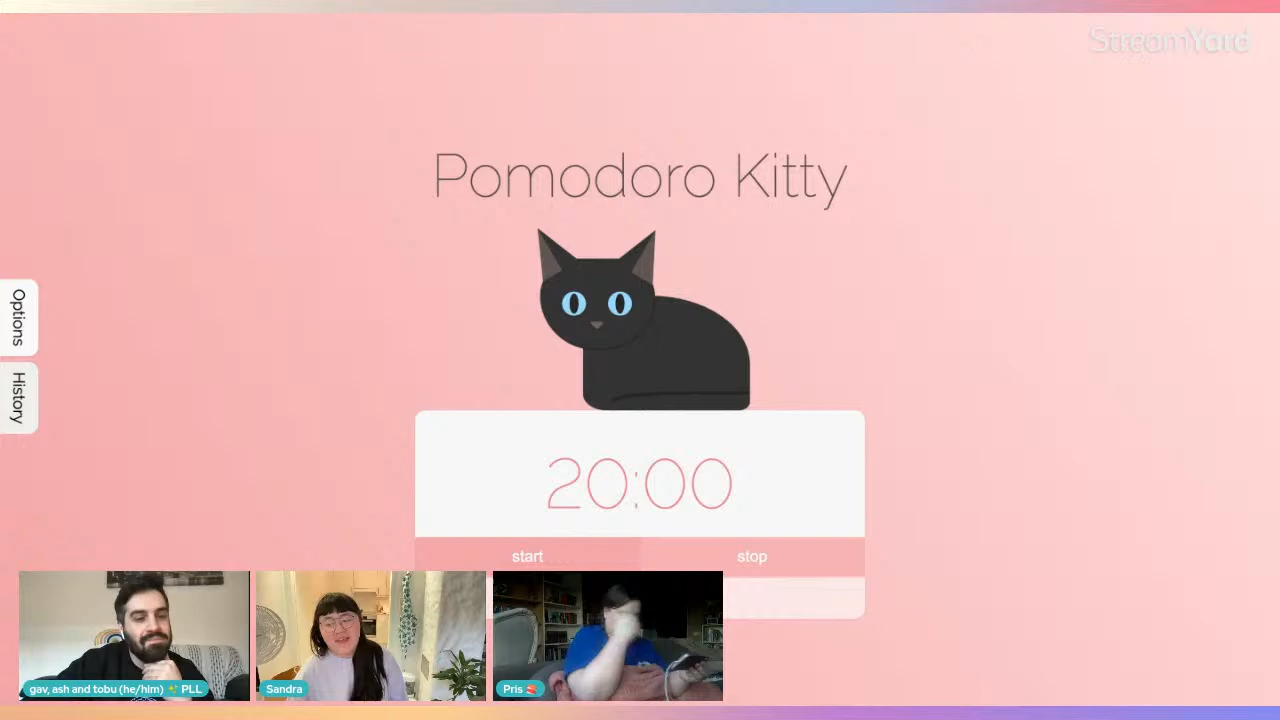 StreamYard
Pomodoro Kitty
Options
History
20:00
start
stop
gav, ash and tobu (he/him) ✨ PLL
Sandra
Pris